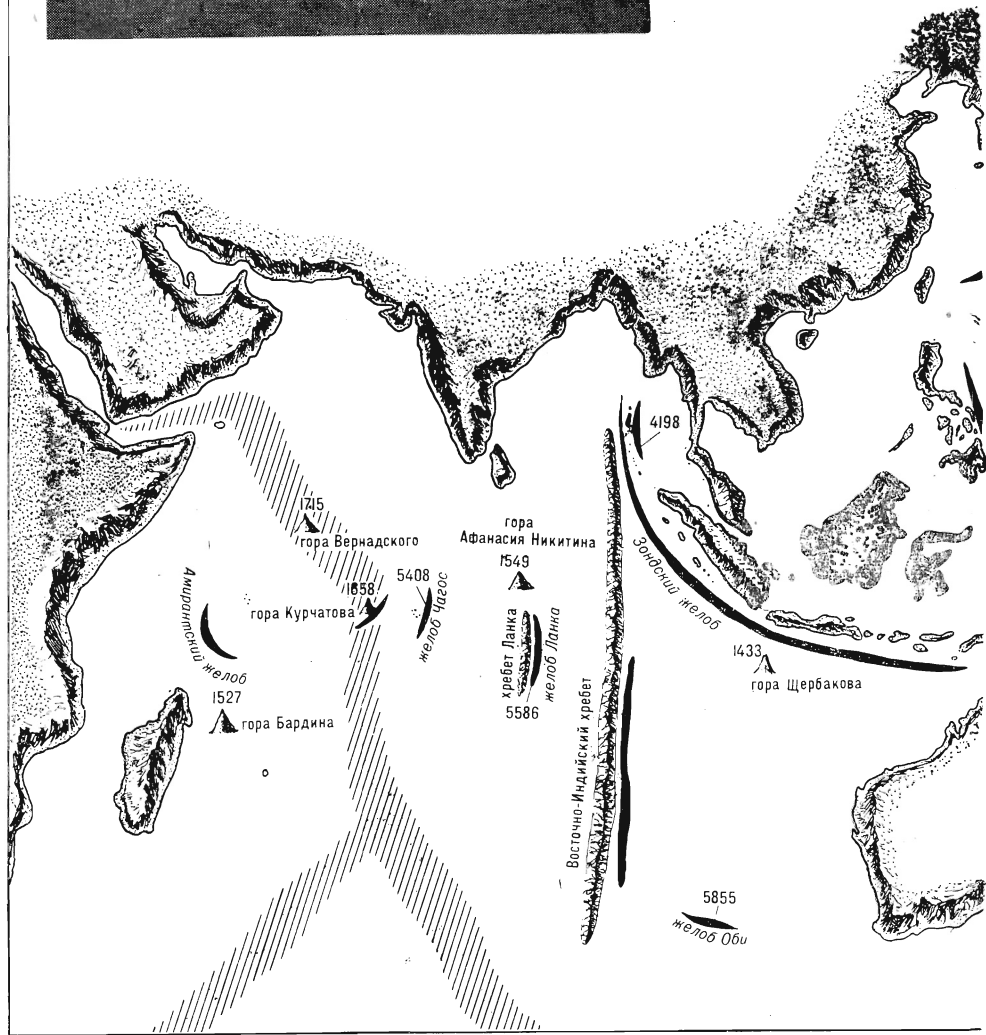 4198
1715
гора Вернадского
гора
Афанасия Никитина
1549
Зондский желоб
1658
гора Курчатова
5408
желоб Чагос
Амирантский желоб
хребет Ланка
желоб Ланка
5586
1433
гора Щербакова
1527
гора Бардина
Восточно-Индийский хребет
5855
желоб Оби